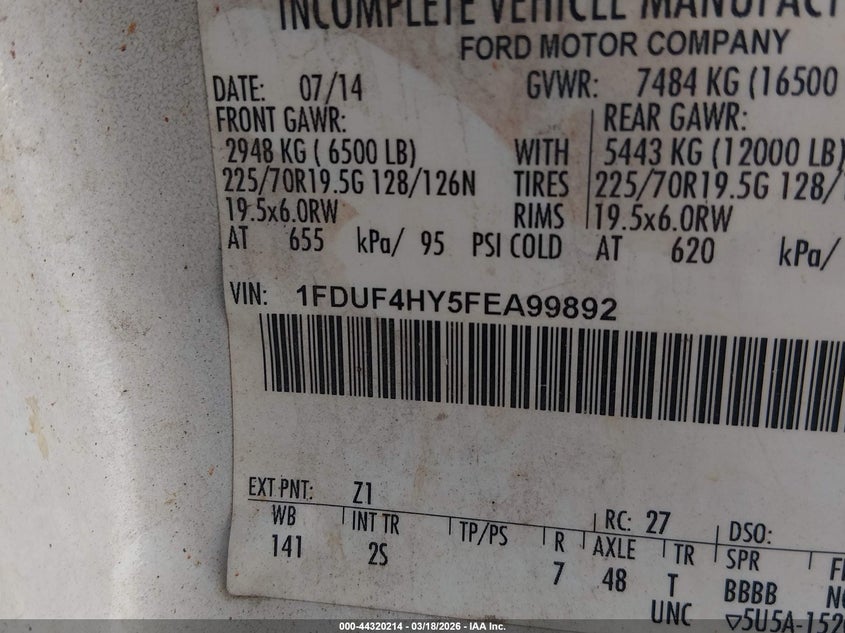 INCOMPLETE VEHICLE MANUFACT
FORD MOTOR COMPANY
DATE: 07/14 GVWR: 7484 KG (16500
FRONT GAWR: REAR GAWR:
2948 KG ( 6500 LB) WITH 5443 KG (12000 LB)
225/70R19.5G 128/126N TIRES 225/70R19.5G 128/
19.5x6.0RW RIMS 19.5x6.0RW
AT 655 kPa/ 95 PSI COLD AT 620 kPa/
VIN: 1FDUF4HY5FEA99892
EXT PNT: Z1 RC: 27 DSO:
WB INT TR TP/PS R AXLE TR SPR
141 2S 7 48 T BBBB
UNC ▽5U5A-152
000-44320214 - 03/18/2026 - IAA Inc.